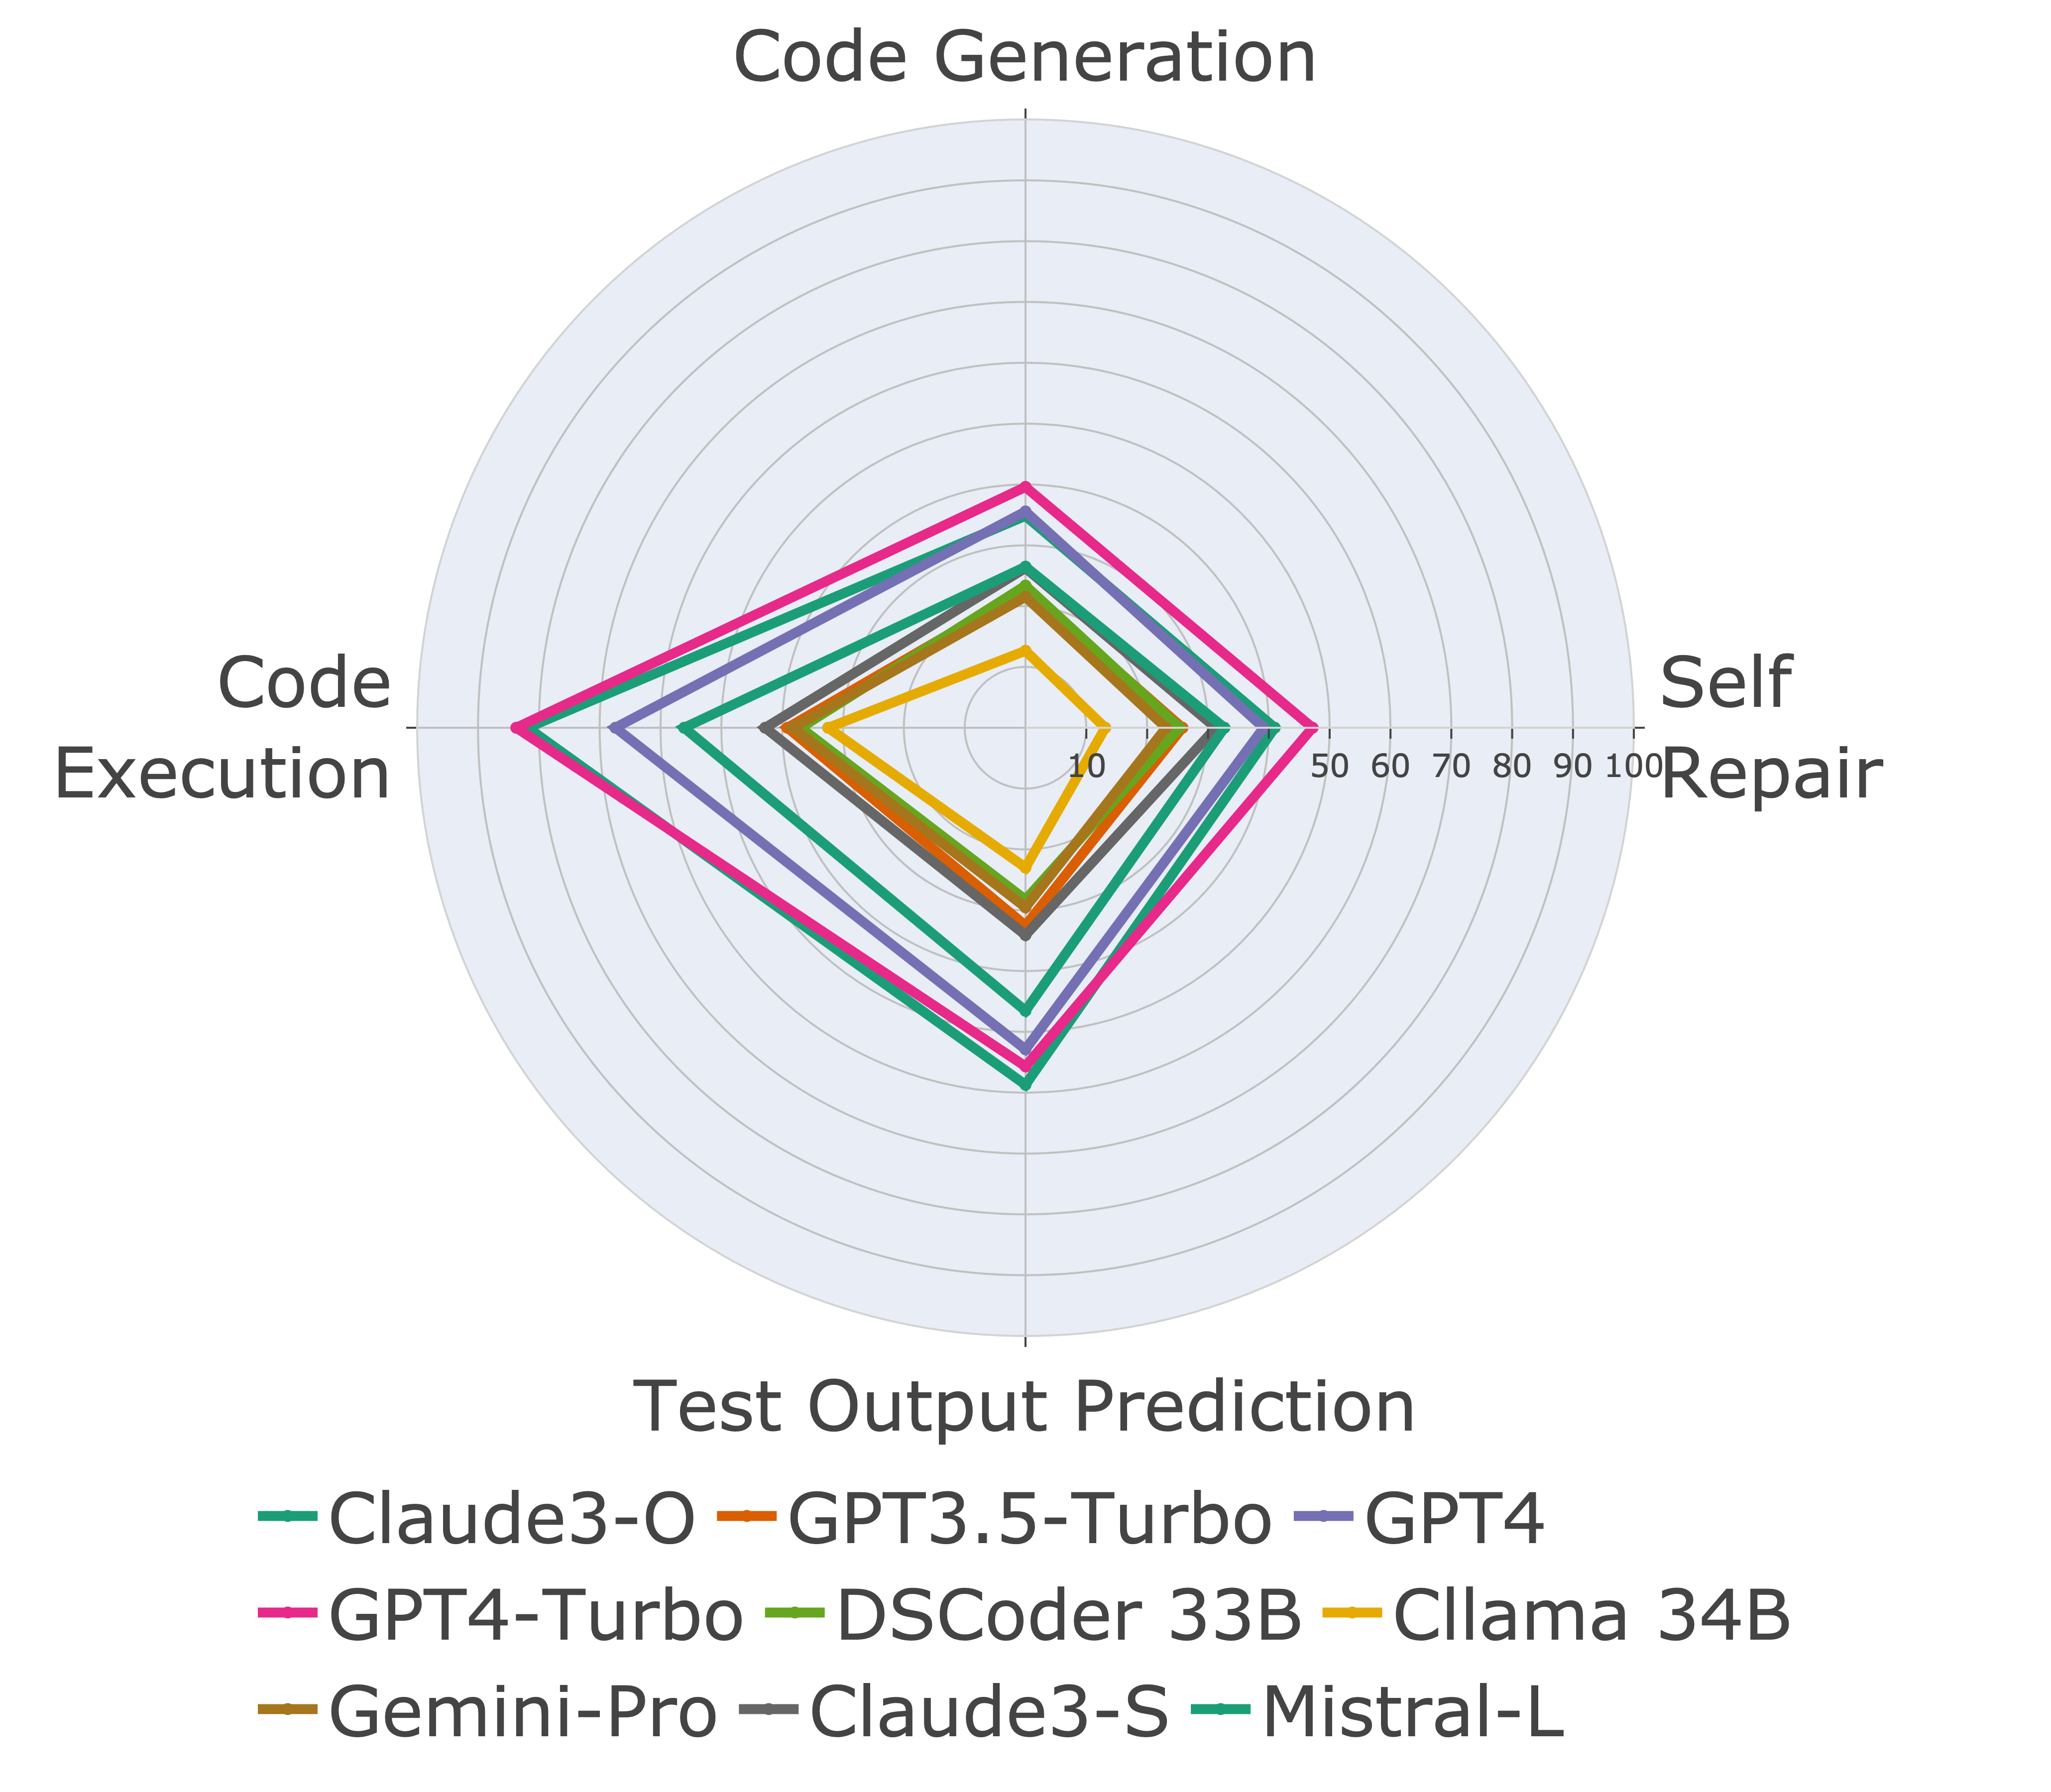 Code Generation
Code
Execution
Self
Repair
10 50 60 70 80 90 100
Test Output Prediction
Claude3-O GPT3.5-Turbo GPT4
GPT4-Turbo DSCoder 33B Cllama 34B
Gemini-Pro Claude3-S Mistral-L